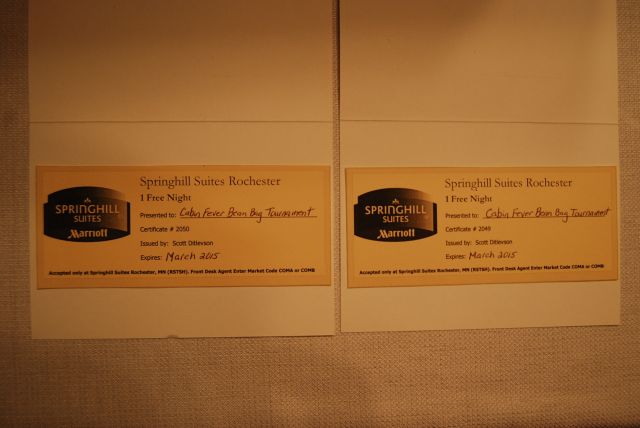 SPRINGHILL
SUITES
Marriott
Springhill Suites Rochester
1 Free Night
Presented to: Cabin Fever Bean Bag Tournament
Certificate # 2050
Issued by: Scott Ditlevson
Expires: March 2015
Accepted only at Springhill Suites Rochester, MN (RSTSH). Front Desk Agent Enter Market Code COMA or COMB
SPRINGHILL
SUITES
Marriott
Springhill Suites Rochester
1 Free Night
Presented to: Cabin Fever Bean Bag Tournament
Certificate # 2049
Issued by: Scott Ditlevson
Expires: March 2015
Accepted only at Springhill Suites Rochester, MN (RSTSH). Front Desk Agent Enter Market Code COMA or COMB